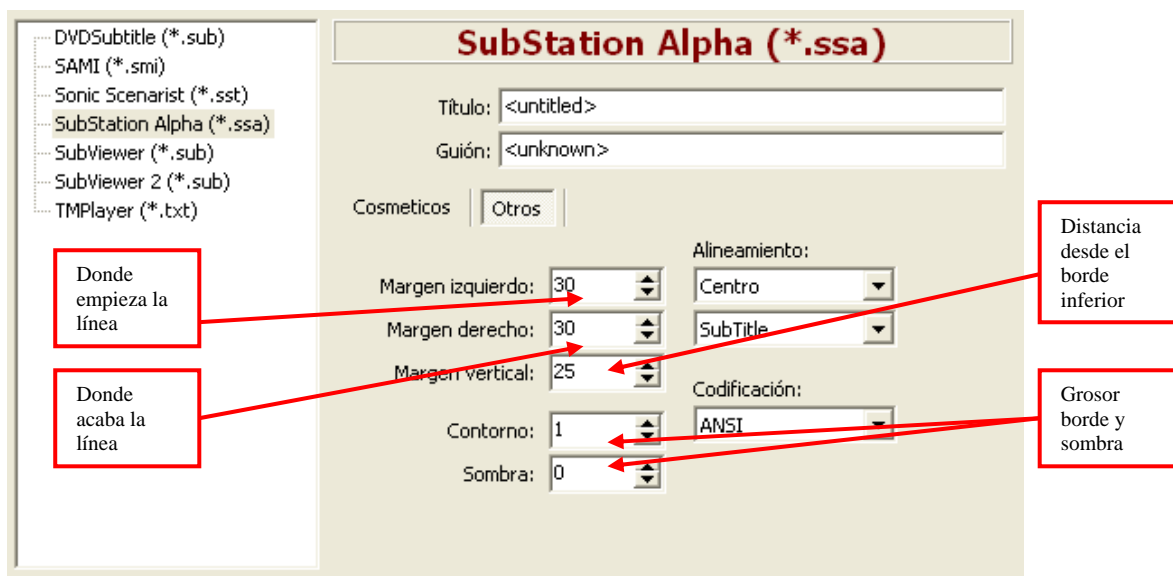 DVDSubtitle (*.sub)
SAMI (*.smi)
Sonic Scenarist (*.sst)
SubStation Alpha (*.ssa)
SubViewer (*.sub)
SubViewer 2 (*.sub)
TMPlayer (*.txt)
SubStation Alpha (*.ssa)
Título: <untitled>
Guión: <unknown>
Cosmeticos Otros
Margen izquierdo: 30
Margen derecho: 30
Margen vertical: 25
Contorno: 1
Sombra: 0
Alineamiento:
Centro
SubTitle
Codificación:
ANSI
Donde
empieza la
línea
Donde
acaba la
línea
Distancia
desde el
borde
inferior
Grosor
borde y
sombra